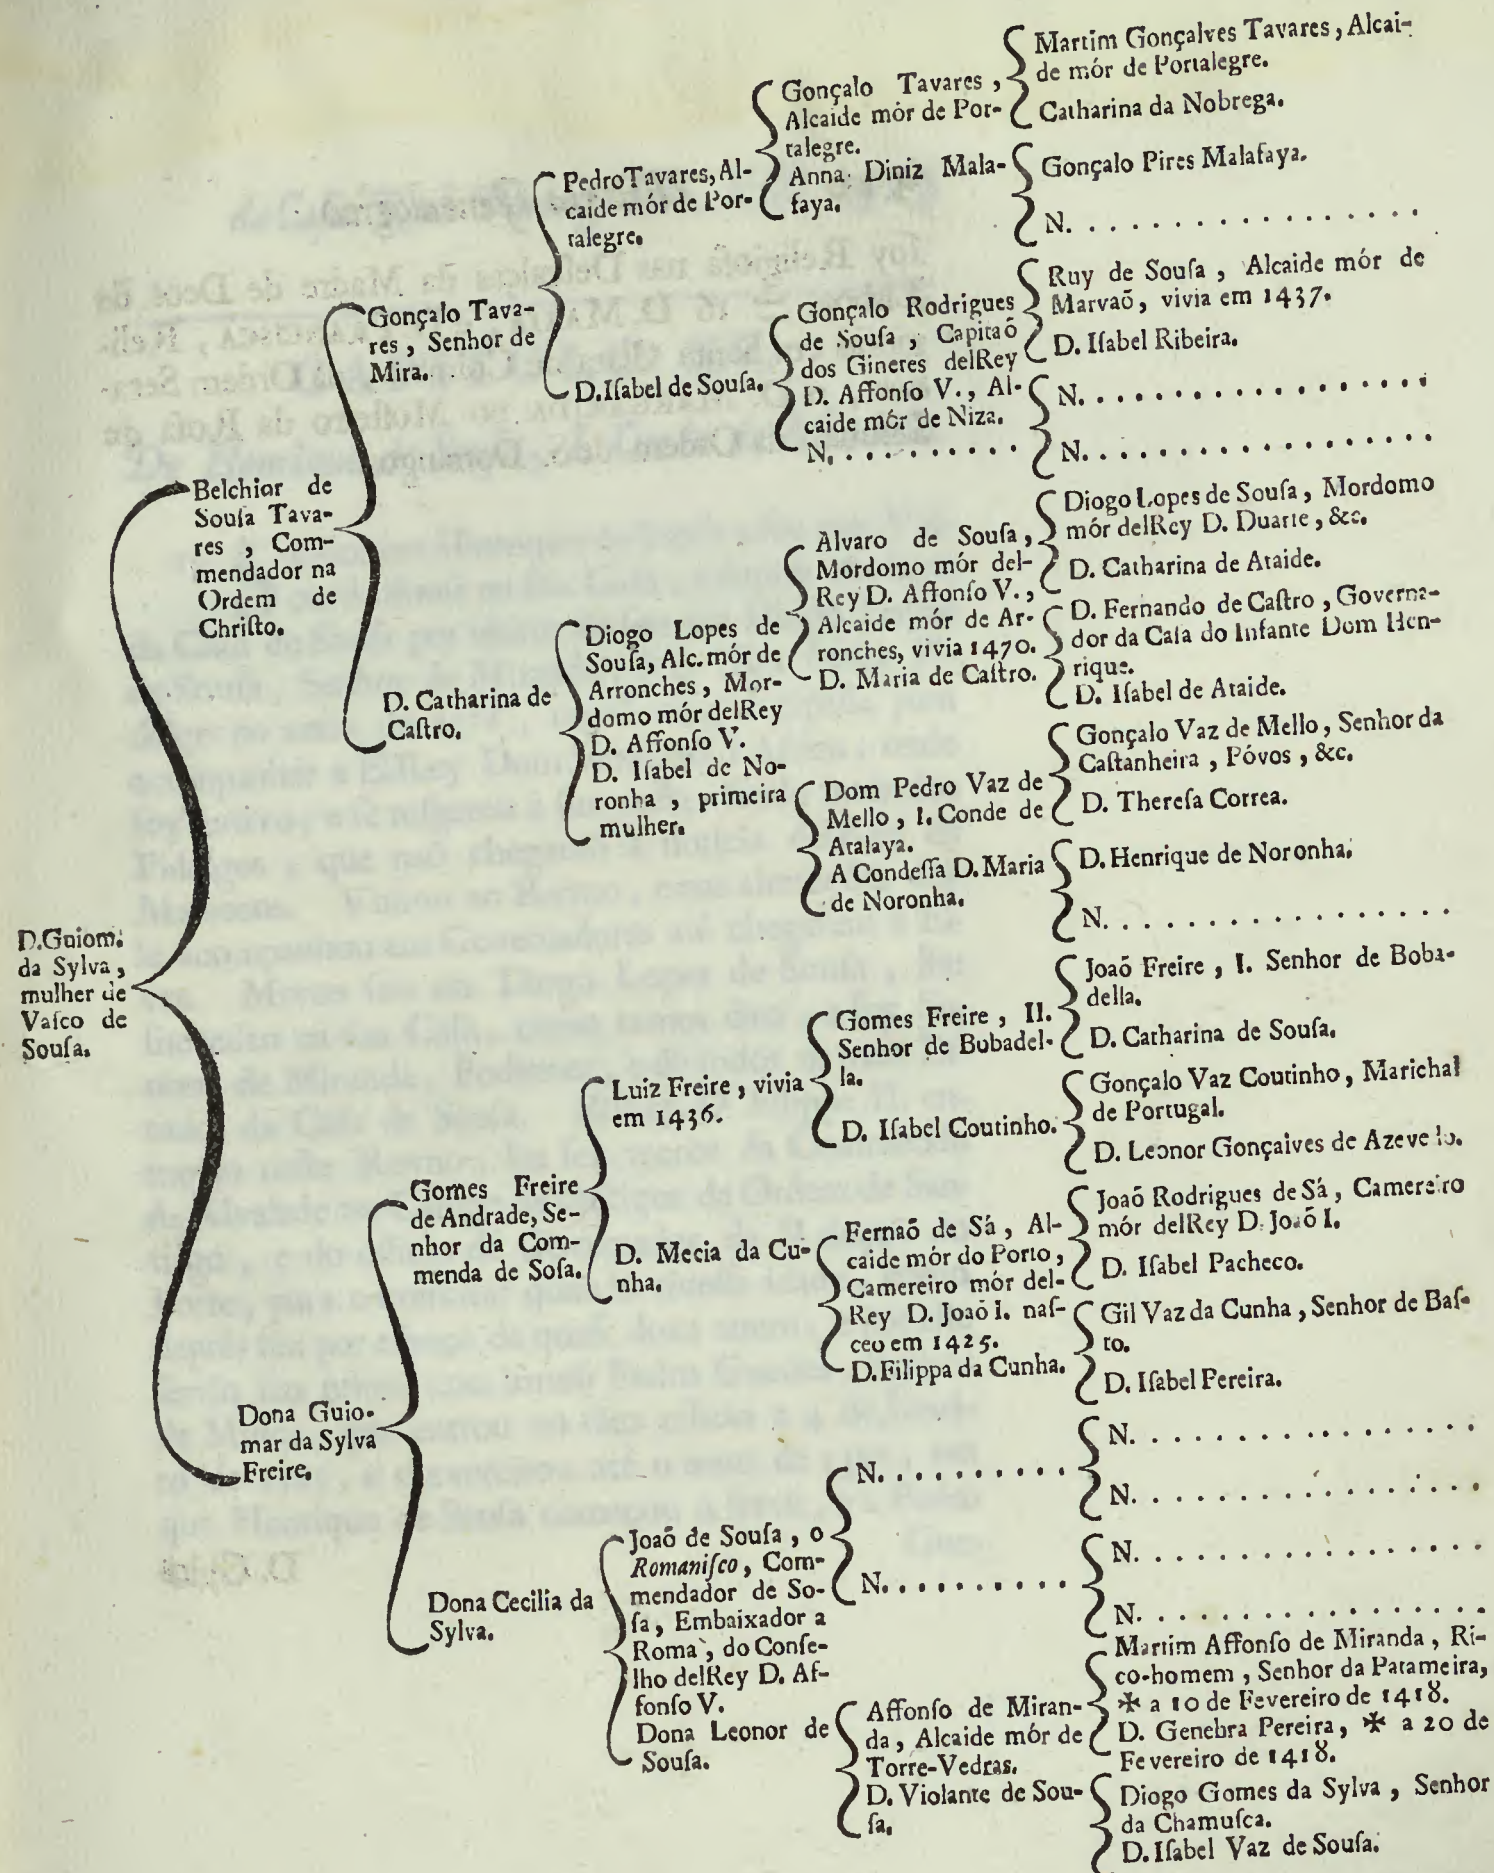 D.Guiom.
da Sylva,
mulher de
Vaſco de
Souſa.
Belchior de
Souſa Tava-
res , Com-
mendador na
Ordem de
Chriſto.
Dona Guio-
mar da Sylva
Freire.
Gonçalo Tava-
res , Senhor de
Mira.
D. Catharina de
Caſtro.
Gomes Freire
de Andrade, Se-
nhor da Com-
menda de Soſa.
Dona Cecilia da
Sylva.
Pedro Tavares, Al-
caide mór de Por-
talegre.
D. Iſabel de Souſa.
Diogo Lopes de
Souſa, Alc. mór de
Arronches , Mor-
domo mór delRey
D. Affonſo V.
D. Iſabel de No-
ronha , primeira
mulher.
Luiz Freire , vivia
em 1436.
D. Mecia da Cu-
nha.
Joaõ de Souſa , o
Romaniſco, Com-
mendador de So-
ſa, Embaixador a
Roma, do Conſe-
lho delRey D. Af-
fonſo V.
Dona Leonor de
Souſa.
Gonçalo Tavares ,
Alcaide mór de Por-
talegre.
Anna Diniz Mala-
faya.
Gonçalo Rodrigues
de Souſa , Capitaõ
dos Gineres delRey
D. Affonſo V., Al-
caide mór de Niza.
N. . . . . . . . . .
Alvaro de Souſa,
Mordomo mór del-
Rey D. Affonſo V.,
Alcaide mór de Ar-
ronches, vivia 1470.
D. Maria de Caſtro.
Dom Pedro Vaz de
Mello , I. Conde de
Atalaya.
A Condeſſa D. Maria
de Noronha.
Gomes Freire , II.
Senhor de Bobadel-
la.
D. Iſabel Coutinho.
Fernaõ de Sá , Al-
caide mór do Porto,
Camereiro mór del-
Rey D. Joaõ I. naſ-
ceo em 1425.
D. Filippa da Cunha.
N. . . . . . . . . .
N. . . . . . . . . .
Affonſo de Miran-
da, Alcaide mór de
Torre-Vedras.
D. Violante de Sou-
ſa.
Martim Gonçalves Tavares, Alcai-
de mór de Portalegre.
Catharina da Nobrega.
Gonçalo Pires Malafaya.
N. . . . . . . . . . . . . . . .
Ruy de Souſa , Alcaide mór de
Marvaõ, vivia em 1437.
D. Iſabel Ribeira.
N. . . . . . . . . . . . . . . .
N. . . . . . . . . . . . . . . .
Diogo Lopes de Souſa, Mordomo
mór delRey D. Duarte, &c.
D. Catharina de Ataide.
D. Fernando de Caſtro , Governa-
dor da Caſa do Infante Dom Hen-
rique.
D. Iſabel de Ataide.
Gonçalo Vaz de Mello, Senhor da
Caſtanheira , Póvos , &c.
D. Thereſa Correa.
D. Henrique de Noronha.
N. . . . . . . . . . . . . . . .
Joaõ Freire , I. Senhor de Boba-
della.
D. Catharina de Souſa.
Gonçalo Vaz Coutinho, Marichal
de Portugal.
D. Leonor Gonçalves de Azevedo.
Joaõ Rodrigues de Sá, Camereiro
mór delRey D. Joaõ I.
D. Iſabel Pacheco.
Gil Vaz da Cunha, Senhor de Baſ-
to.
D. Iſabel Pereira.
N. . . . . . . . . . . . . . . .
N. . . . . . . . . . . . . . . .
N. . . . . . . . . . . . . . . .
N. . . . . . . . . . . . . . . .
Martim Affonſo de Miranda , Ri-
co-homem , Senhor da Patameira,
✠ a 10 de Fevereiro de 1418.
D. Genebra Pereira, ✠ a 20 de
Fevereiro de 1418.
Diogo Gomes da Sylva , Senhor
da Chamuſca.
D. Iſabel Vaz de Souſa.